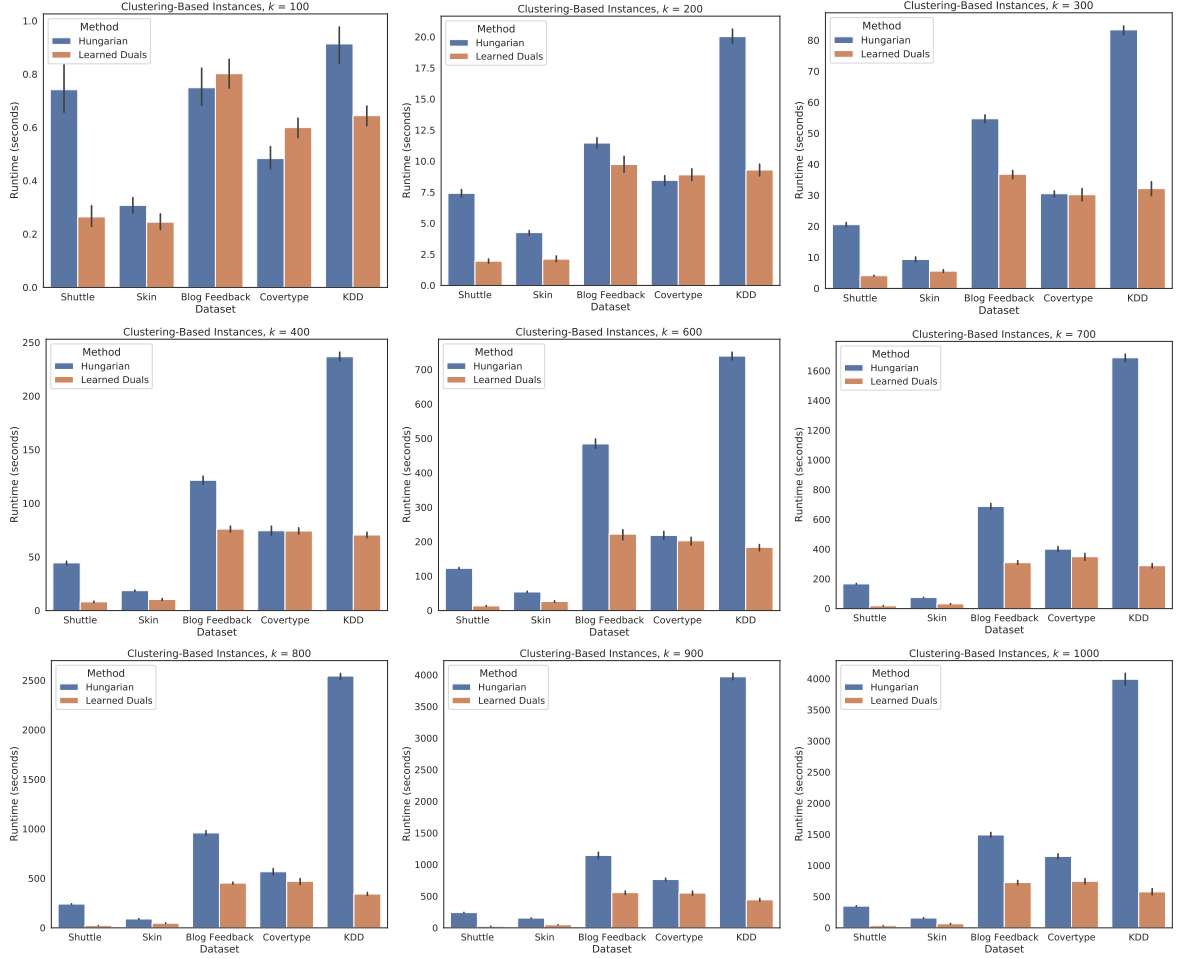 Clustering-Based Instances, k = 100
Method
Hungarian
Learned Duals
Runtime (seconds)
1.0
0.8
0.6
0.4
0.2
0.0
Shuttle Skin Blog Feedback Covertype KDD
Dataset
Clustering-Based Instances, k = 200
Method
Hungarian
Learned Duals
Runtime (seconds)
20.0
17.5
15.0
12.5
10.0
7.5
5.0
2.5
0.0
Shuttle Skin Blog Feedback Covertype KDD
Dataset
Clustering-Based Instances, k = 300
Method
Hungarian
Learned Duals
Runtime (seconds)
80
70
60
50
40
30
20
10
0
Shuttle Skin Blog Feedback Covertype KDD
Dataset
Clustering-Based Instances, k = 400
Method
Hungarian
Learned Duals
Runtime (seconds)
250
200
150
100
50
0
Shuttle Skin Blog Feedback Covertype KDD
Dataset
Clustering-Based Instances, k = 600
Method
Hungarian
Learned Duals
Runtime (seconds)
700
600
500
400
300
200
100
0
Shuttle Skin Blog Feedback Covertype KDD
Dataset
Clustering-Based Instances, k = 700
Method
Hungarian
Learned Duals
Runtime (seconds)
1600
1400
1200
1000
800
600
400
200
0
Shuttle Skin Blog Feedback Covertype KDD
Dataset
Clustering-Based Instances, k = 800
Method
Hungarian
Learned Duals
Runtime (seconds)
2500
2000
1500
1000
500
0
Shuttle Skin Blog Feedback Covertype KDD
Dataset
Clustering-Based Instances, k = 900
Method
Hungarian
Learned Duals
Runtime (seconds)
4000
3500
3000
2500
2000
1500
1000
500
0
Shuttle Skin Blog Feedback Covertype KDD
Dataset
Clustering-Based Instances, k = 1000
Method
Hungarian
Learned Duals
Runtime (seconds)
4000
3500
3000
2500
2000
1500
1000
500
0
Shuttle Skin Blog Feedback Covertype KDD
Dataset